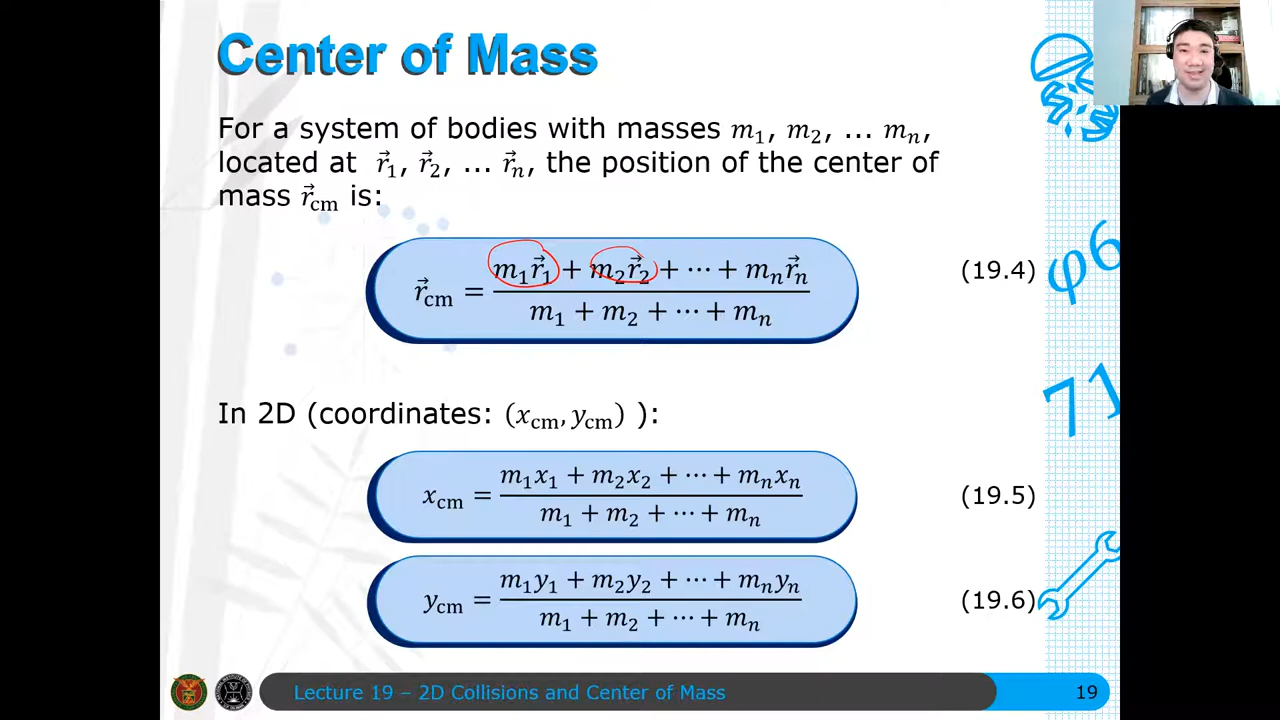 Center of Mass
For a system of bodies with masses m₁, m₂, … mₙ,
located at r⃗₁, r⃗₂, … r⃗ₙ, the position of the center of
mass r⃗cm is:
r⃗cm = (m₁r⃗₁ + m₂r⃗₂ + ⋯ + mₙr⃗ₙ) / (m₁ + m₂ + ⋯ + mₙ) (19.4)
In 2D (coordinates: (xcm, ycm) ):
xcm = (m₁x₁ + m₂x₂ + ⋯ + mₙxₙ) / (m₁ + m₂ + ⋯ + mₙ) (19.5)
ycm = (m₁y₁ + m₂y₂ + ⋯ + mₙyₙ) / (m₁ + m₂ + ⋯ + mₙ) (19.6)
φ6
71
Lecture 19 – 2D Collisions and Center of Mass 19